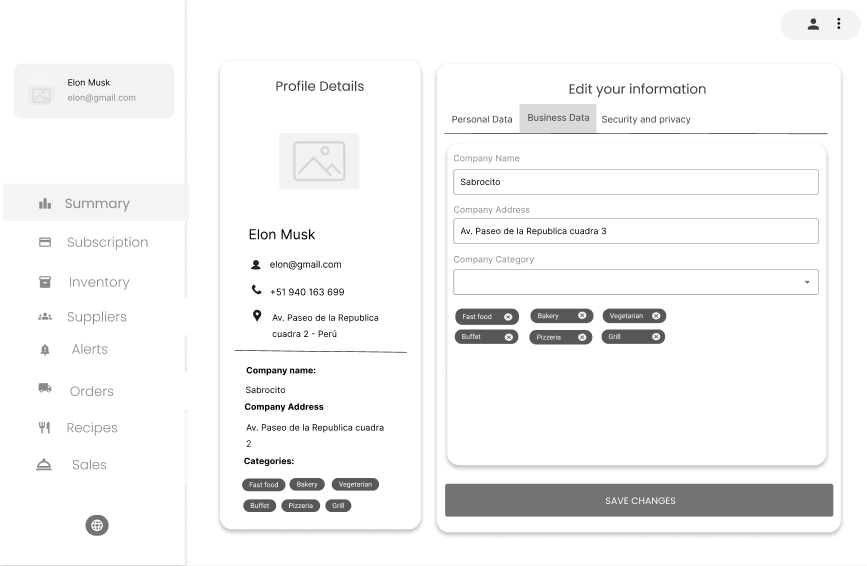 Elon Musk
elon@gmail.com
Summary
Subscription
Inventory
Suppliers
Alerts
Orders
Recipes
Sales
Profile Details
Elon Musk
elon@gmail.com
+51 940 163 699
Av. Paseo de la Republica
cuadra 2 - Perú
Company name:
Sabrocito
Company Address
Av. Paseo de la Republica cuadra
2
Categories:
Fast food Bakery Vegetarian
Buffet Pizzeria Grill
Edit your information
Personal Data Business Data Security and privacy
Company Name
Sabrocito
Company Address
Av. Paseo de la Republica cuadra 3
Company Category
Fast food Bakery Vegetarian
Buffet Pizzeria Grill
SAVE CHANGES